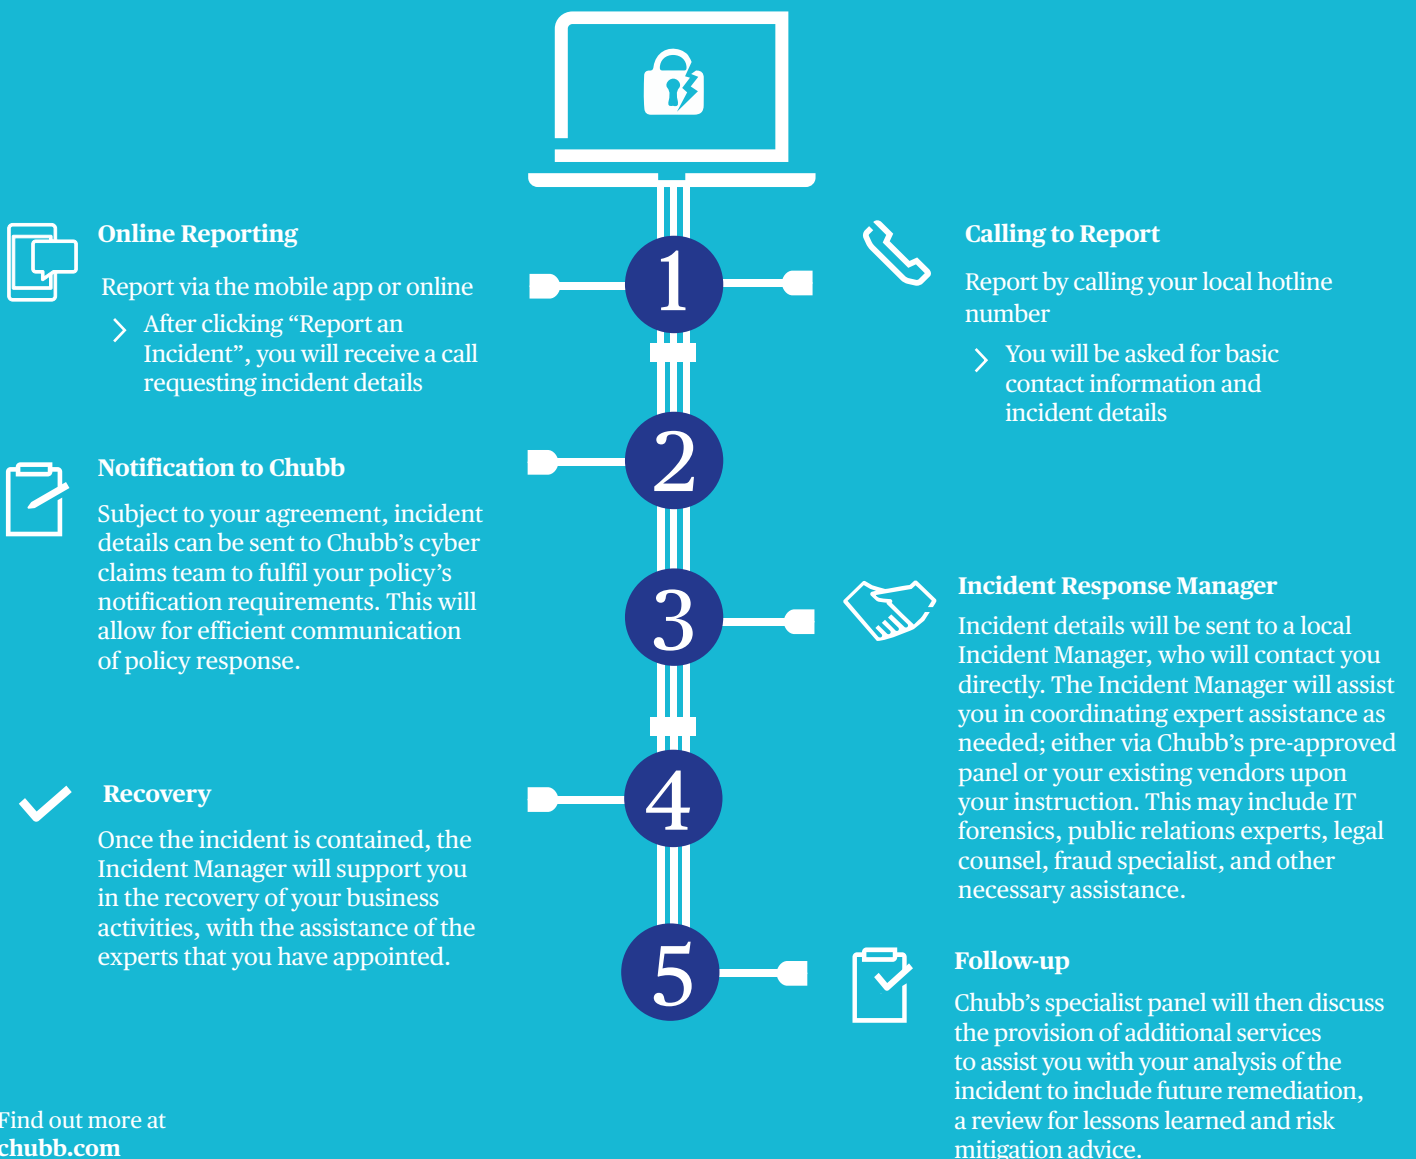 1
Online Reporting
Report via the mobile app or online
After clicking “Report an
Incident”, you will receive a call
requesting incident details
Calling to Report
Report by calling your local hotline
number
You will be asked for basic
contact information and
incident details
2
Notification to Chubb
Subject to your agreement, incident
details can be sent to Chubb’s cyber
claims team to fulfil your policy’s
notification requirements. This will
allow for efficient communication
of policy response.
3
Incident Response Manager
Incident details will be sent to a local
Incident Manager, who will contact you
directly. The Incident Manager will assist
you in coordinating expert assistance as
needed; either via Chubb’s pre-approved
panel or your existing vendors upon
your instruction. This may include IT
forensics, public relations experts, legal
counsel, fraud specialist, and other
necessary assistance.
4
Recovery
Once the incident is contained, the
Incident Manager will support you
in the recovery of your business
activities, with the assistance of the
experts that you have appointed.
5
Follow-up
Chubb’s specialist panel will then discuss
the provision of additional services
to assist you with your analysis of the
incident to include future remediation,
a review for lessons learned and risk
mitigation advice.
Find out more at
chubb.com